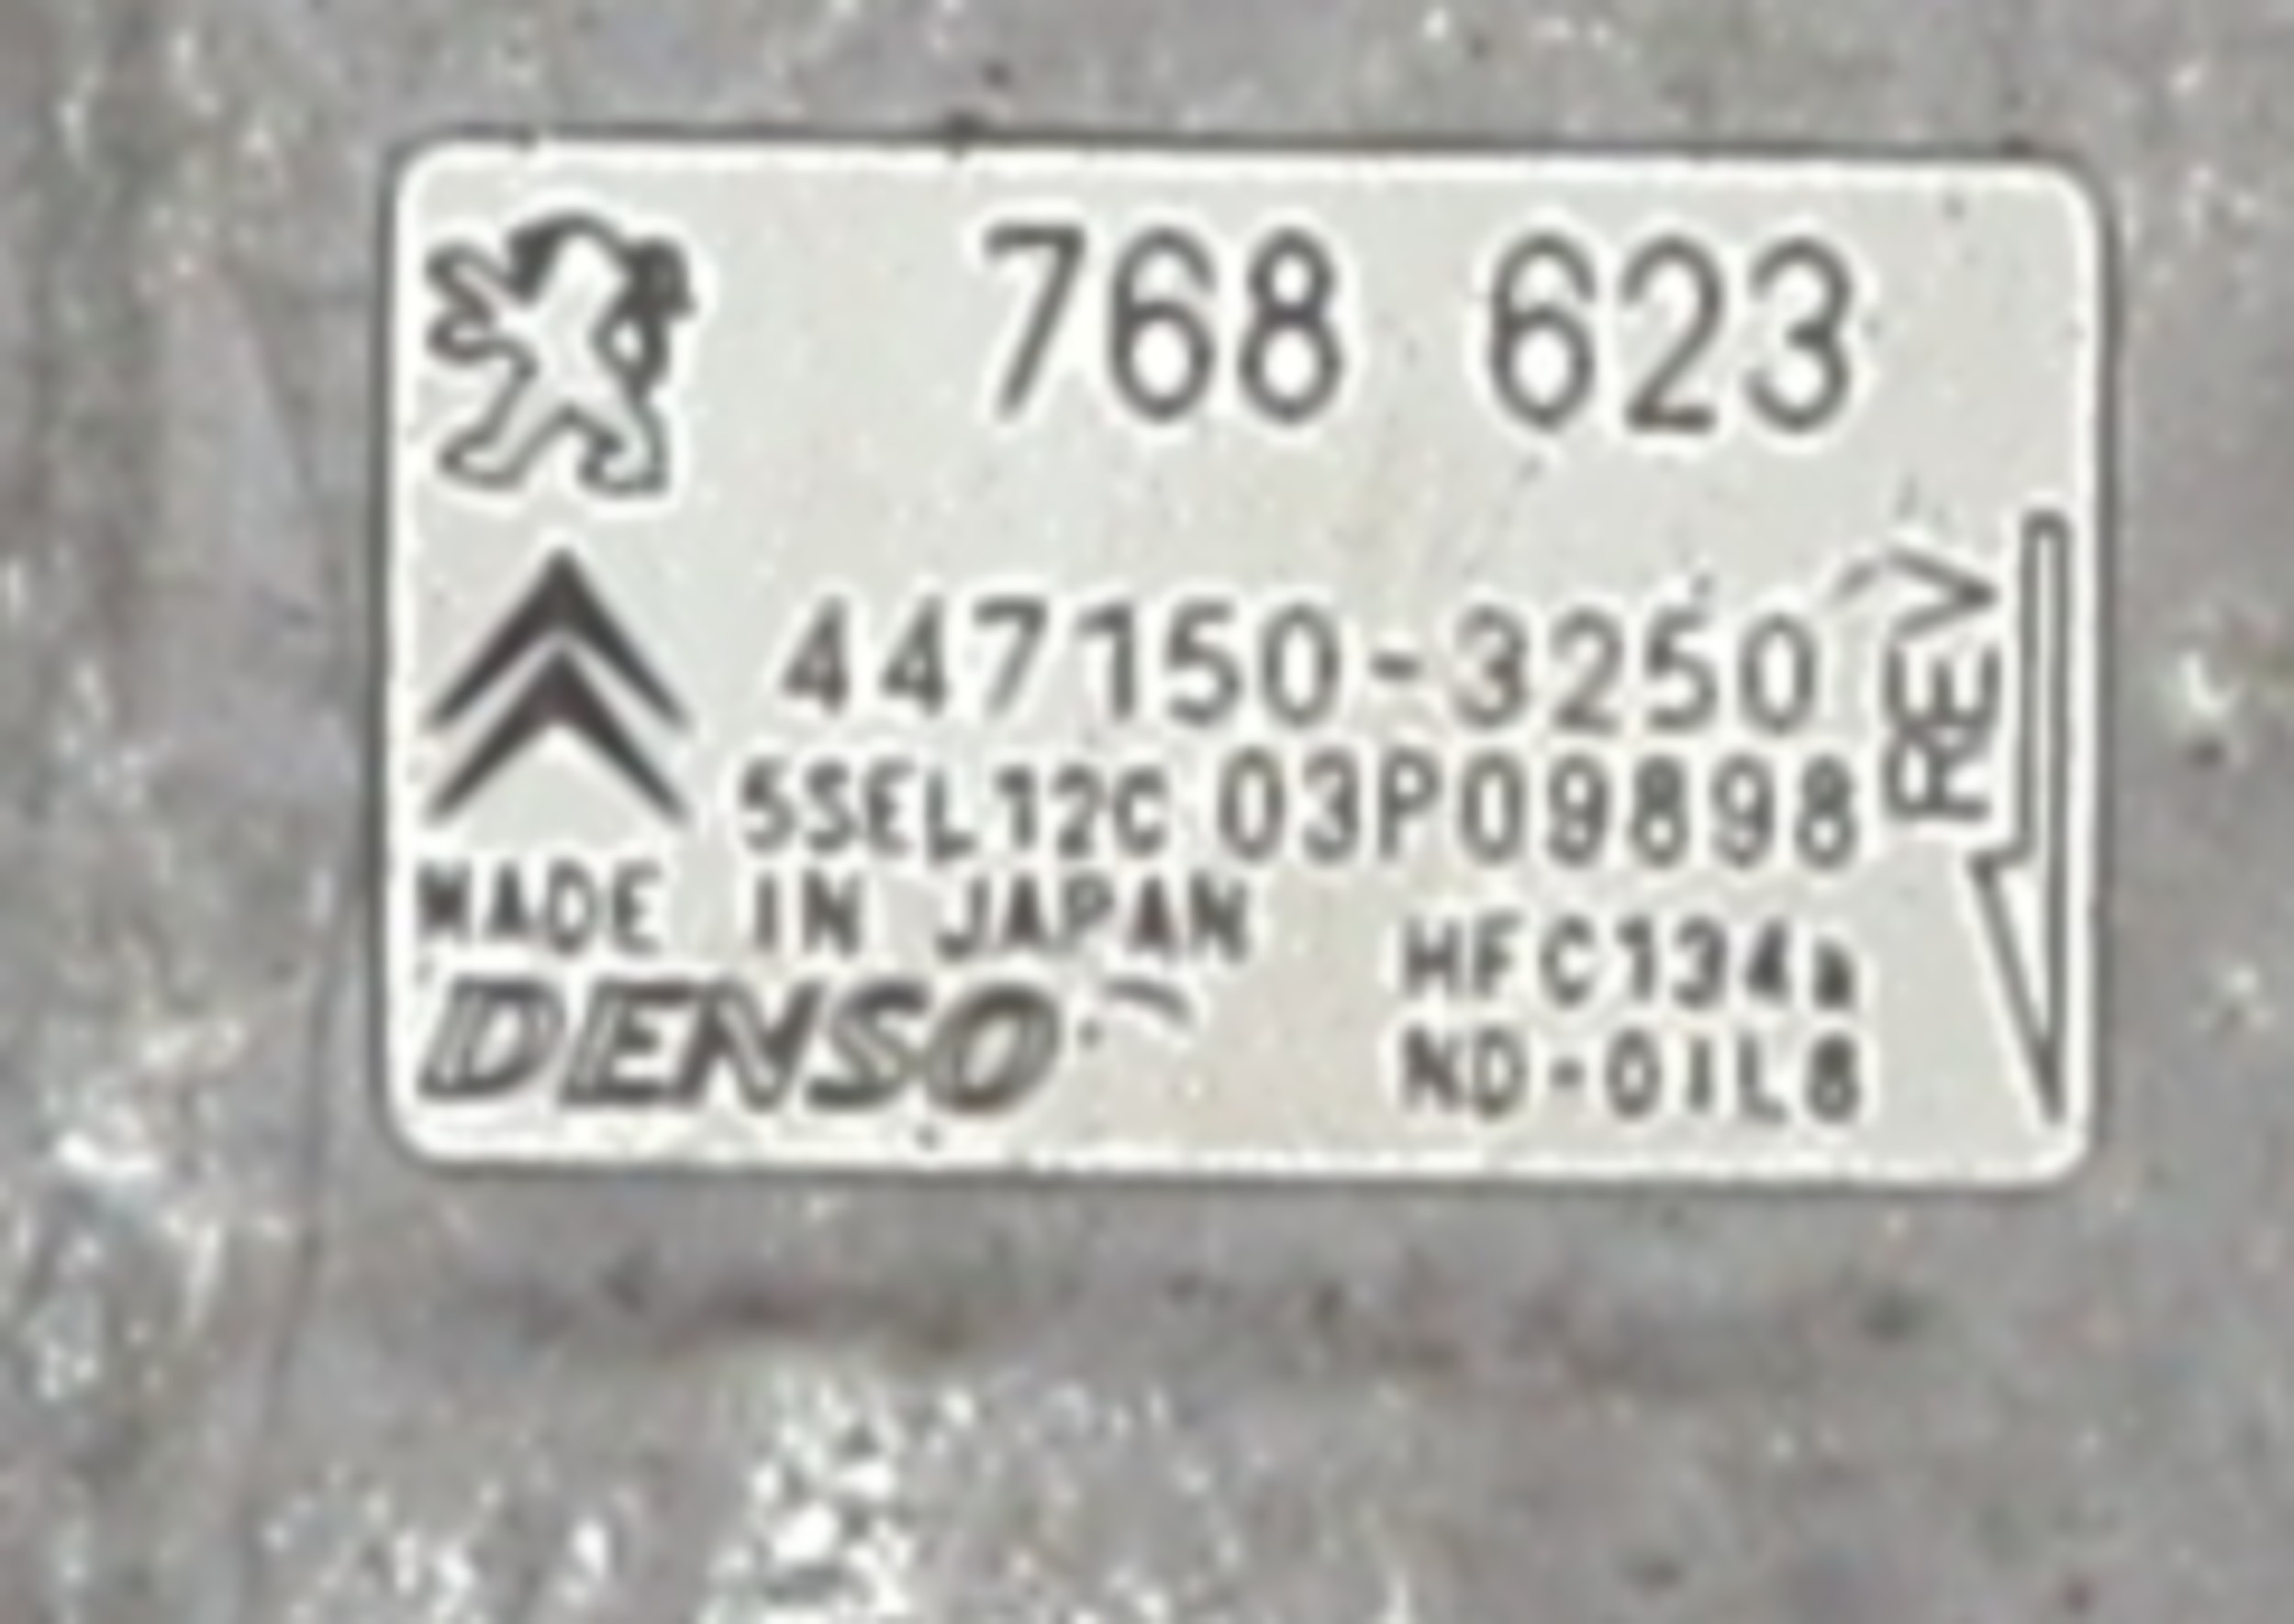 768 623
447150-3250
5SEL12C 03P09898
REV
MADE IN JAPAN
HFC134a
DENSO
ND-OIL8